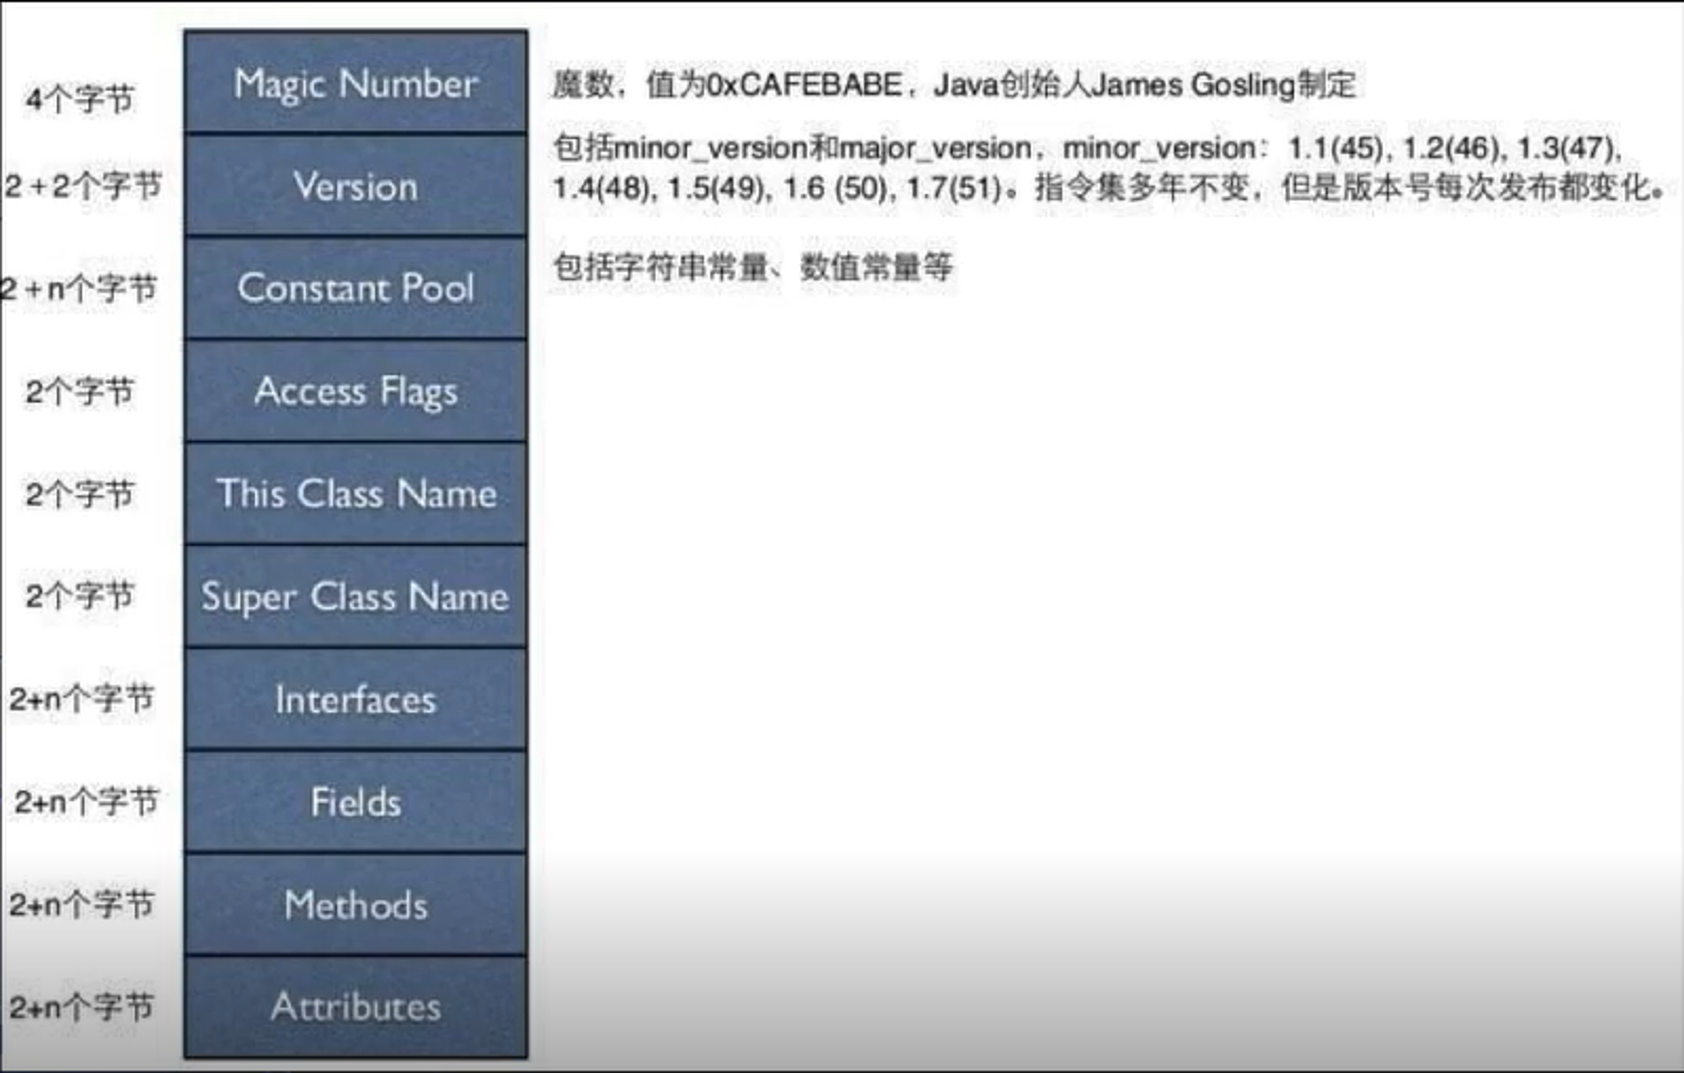 4个字节
Magic Number
魔数，值为0xCAFEBABE，Java创始人James Gosling制定
2+2个字节
Version
包括minor_version和major_version，minor_version：1.1(45), 1.2(46), 1.3(47),
1.4(48), 1.5(49), 1.6 (50), 1.7(51)。指令集多年不变，但是版本号每次发布都变化。
2+n个字节
Constant Pool
包括字符串常量、数值常量等
2个字节
Access Flags
2个字节
This Class Name
2个字节
Super Class Name
2+n个字节
Interfaces
2+n个字节
Fields
2+n个字节
Methods
2+n个字节
Attributes